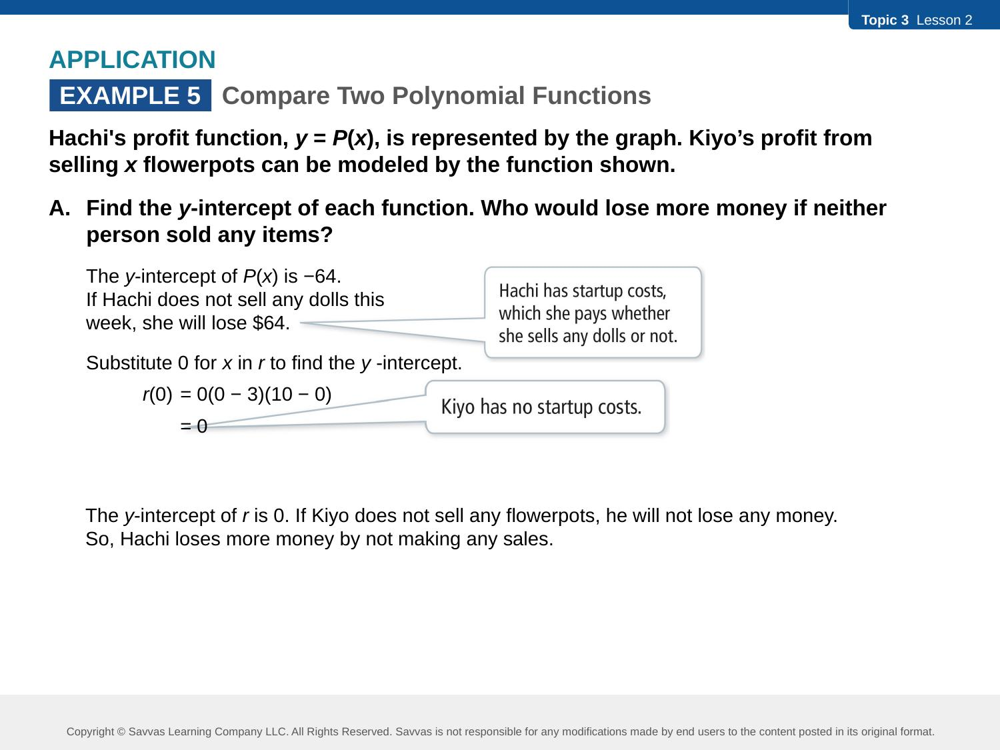 Topic 3 Lesson 2
APPLICATION
EXAMPLE 5 Compare Two Polynomial Functions
Hachi's profit function, y = P(x), is represented by the graph. Kiyo’s profit from
selling x flowerpots can be modeled by the function shown.
A. Find the y-intercept of each function. Who would lose more money if neither
person sold any items?
The y-intercept of P(x) is −64.
If Hachi does not sell any dolls this
week, she will lose $64.
Hachi has startup costs,
which she pays whether
she sells any dolls or not.
Substitute 0 for x in r to find the y -intercept.
r(0) = 0(0 − 3)(10 − 0)
= 0
Kiyo has no startup costs.
The y-intercept of r is 0. If Kiyo does not sell any flowerpots, he will not lose any money.
So, Hachi loses more money by not making any sales.
Copyright © Savvas Learning Company LLC. All Rights Reserved. Savvas is not responsible for any modifications made by end users to the content posted in its original format.